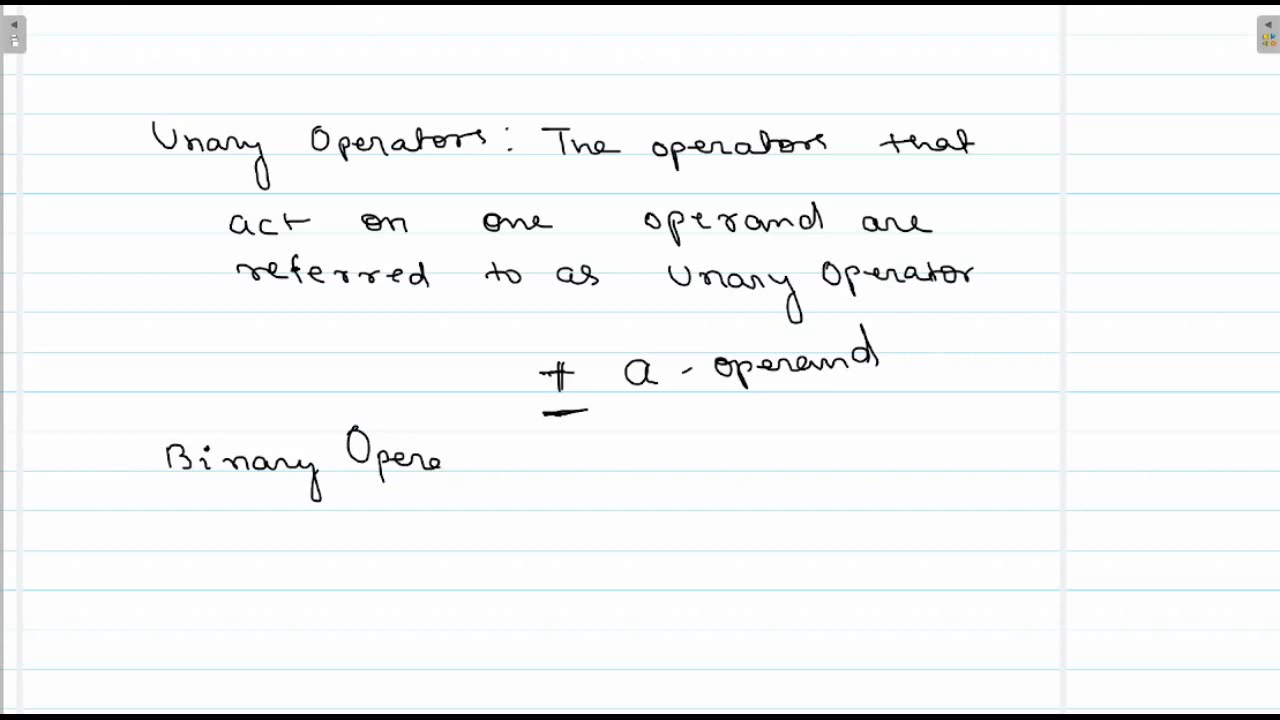 Unary Operators: The operators that
act on one operand are
referred to as Unary Operator
+ a - operand
Binary Opera